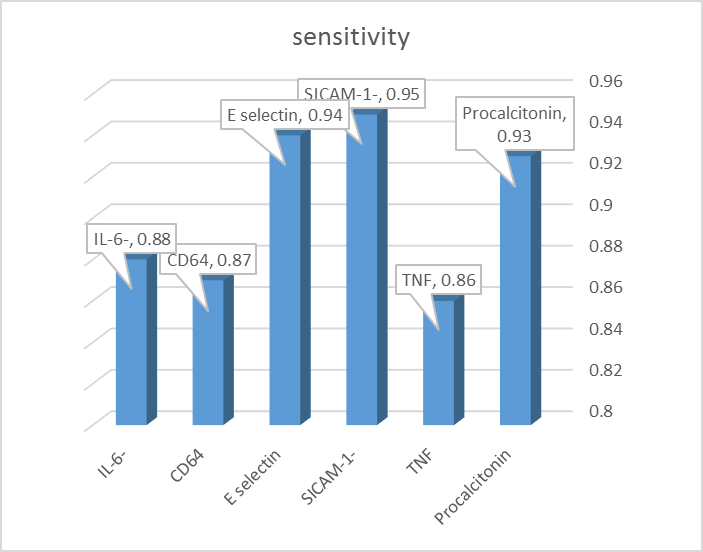 sensitivity
SICAM-1-, 0.95
E selectin, 0.94
Procalcitonin,
0.93
IL-6-, 0.88
CD64, 0.87
TNF, 0.86
0.96
0.94
0.92
0.9
0.88
0.86
0.84
0.82
0.8
IL-6-
CD64
E selectin
SICAM-1-
TNF
Procalcitonin